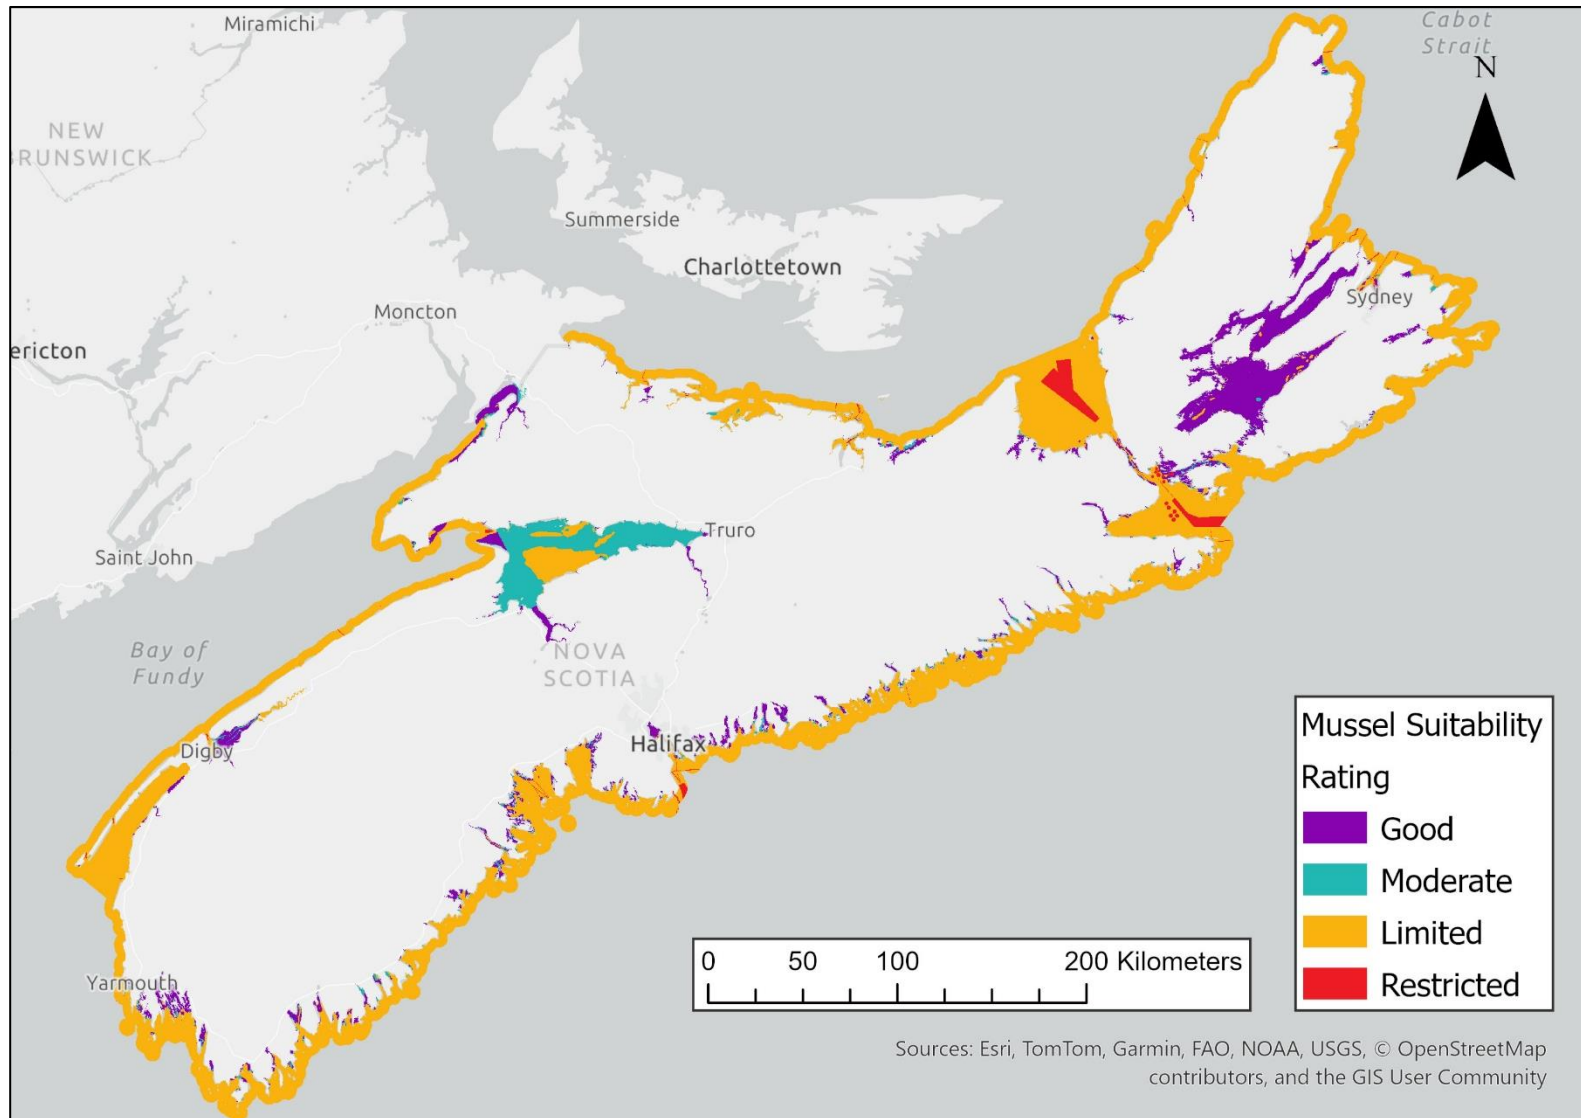 Miramichi
Cabot
Strait
N
NEW
BRUNSWICK
Summerside
Charlottetown
Moncton
Sydney
ericton
Truro
Saint John
Bay of
Fundy
NOVA
SCOTIA
Digby
Halifax
Yarmouth
Mussel Suitability
Rating
Good
Moderate
Limited
Restricted
0 50 100 200 Kilometers
Sources: Esri, TomTom, Garmin, FAO, NOAA, USGS, © OpenStreetMap
contributors, and the GIS User Community